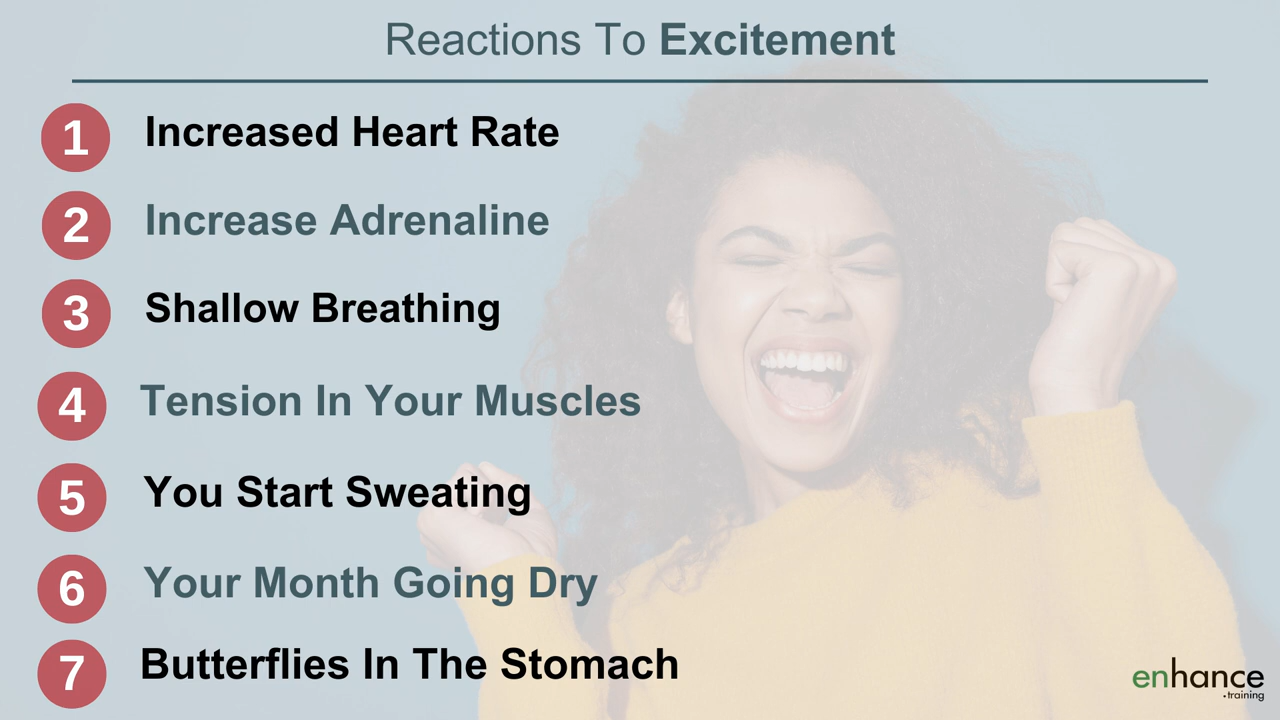 Reactions To Excitement
1 Increased Heart Rate
2 Increase Adrenaline
3 Shallow Breathing
4 Tension In Your Muscles
5 You Start Sweating
6 Your Month Going Dry
7 Butterflies In The Stomach
enhance
.training